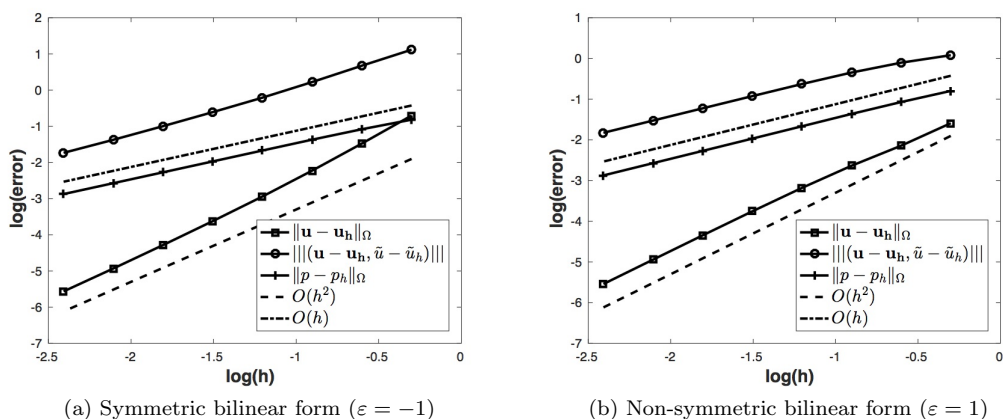 2
1
0
-1
-2
-3
-4
-5
-6
-7
log(error)
‖u − u_h‖_Ω
|||(u − u_h, ũ − ũ_h)|||
‖p − p_h‖_Ω
O(h²)
O(h)
-2.5 -2 -1.5 -1 -0.5 0
log(h)
(a) Symmetric bilinear form (ε = −1)
2
1
0
-1
-2
-3
-4
-5
-6
-7
log(error)
‖u − u_h‖_Ω
|||(u − u_h, ũ − ũ_h)|||
‖p − p_h‖_Ω
O(h²)
O(h)
-2.5 -2 -1.5 -1 -0.5 0
log(h)
(b) Non-symmetric bilinear form (ε = 1)